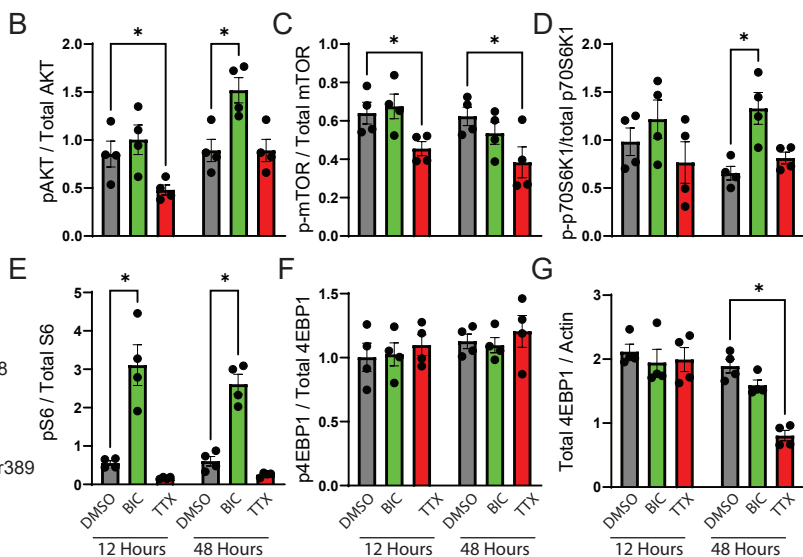 B
pAKT / Total AKT
2.0
1.5
1.0
0.5
0.0
*
*
C
p-mTOR / Total mTOR
1.0
0.8
0.6
0.4
0.2
0.0
*
*
D
p-p70S6K1/total p70S6K1
2.0
1.5
1.0
0.5
0.0
*
E
pS6 / Total S6
5
4
3
2
1
0
*
*
DMSO
BIC
TTX
DMSO
BIC
TTX
12 Hours
48 Hours
F
p4EBP1 / Total 4EBP1
1.5
1.0
0.5
0.0
DMSO
BIC
TTX
DMSO
BIC
TTX
12 Hours
48 Hours
G
Total 4EBP1 / Actin
3
2
1
0
*
DMSO
BIC
TTX
DMSO
BIC
TTX
12 Hours
48 Hours
8
r389